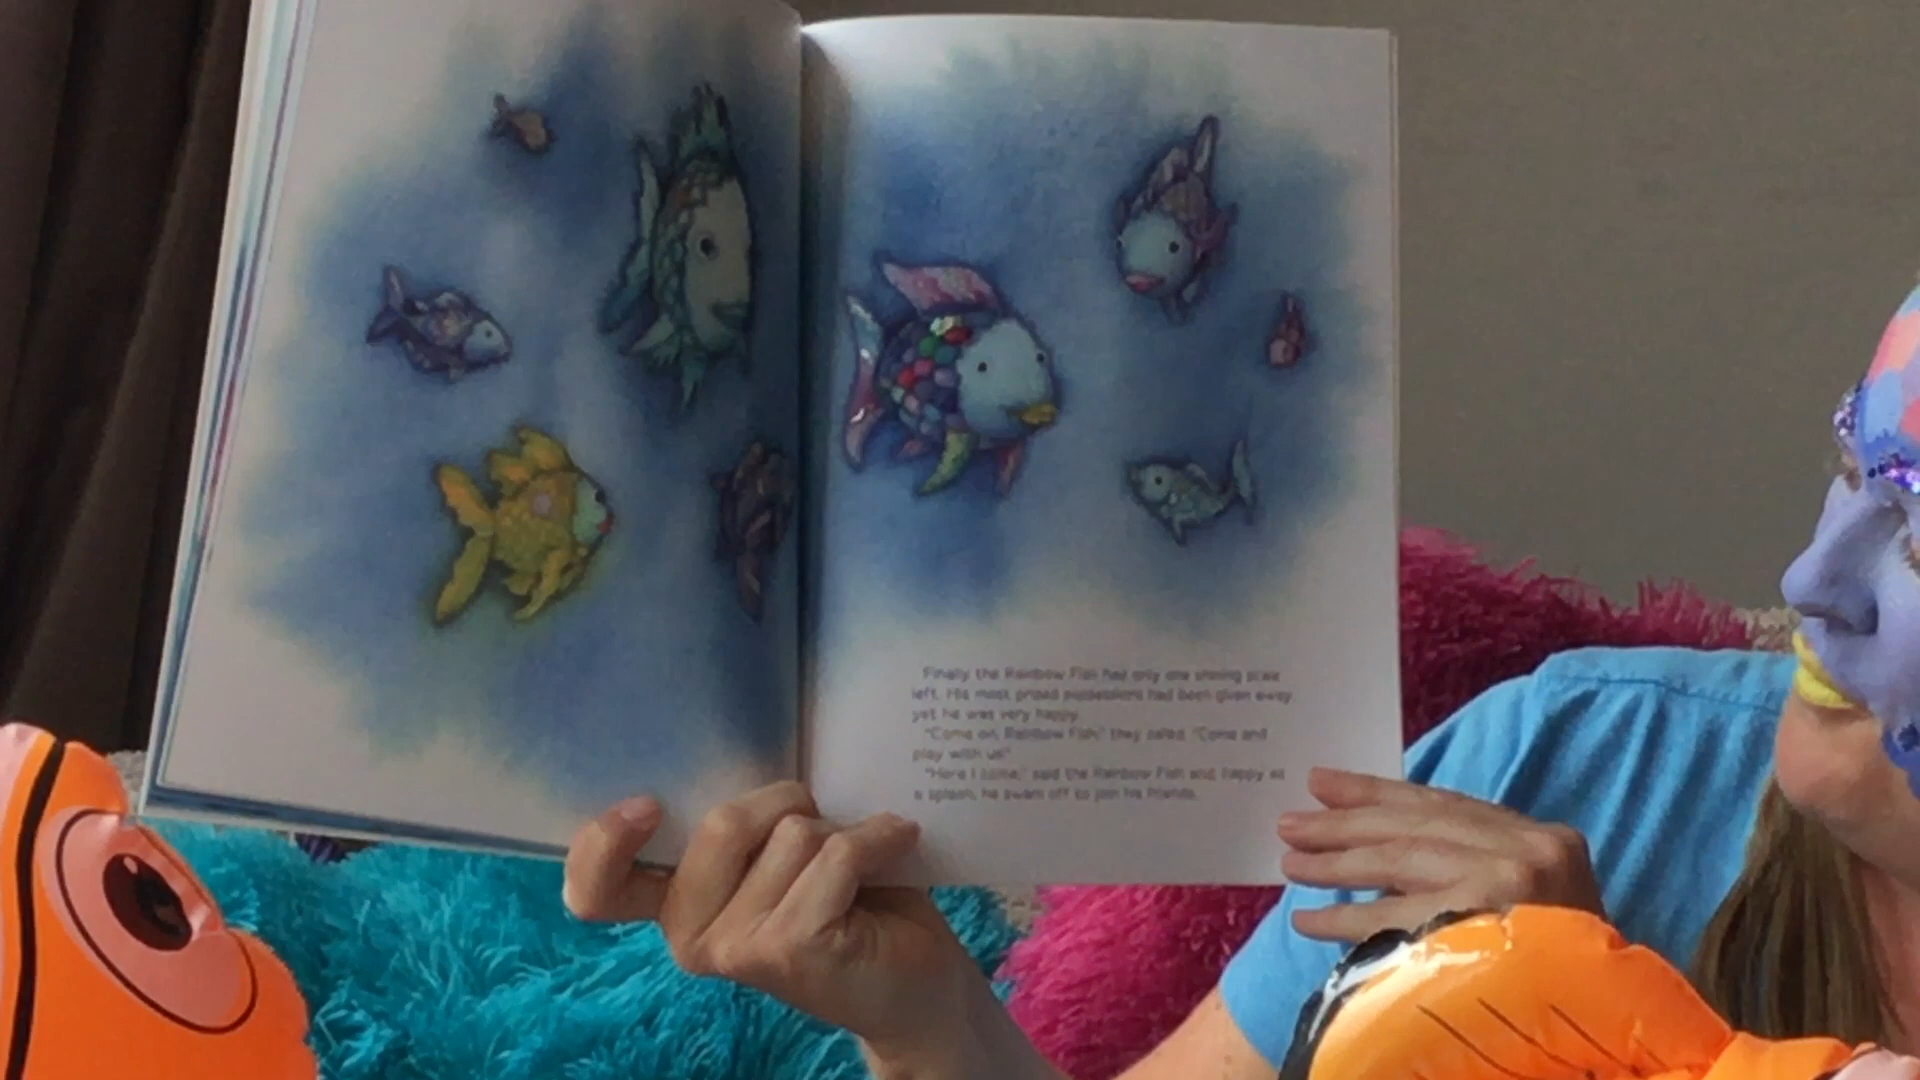 Finally the Rainbow Fish had only one shining scale
left. His most prized possessions had been given away,
yet he was very happy.
"Come on, Rainbow Fish," they called. "Come and
play with us!"
"Here I come," said the Rainbow Fish and, happy as
a splash, he swam off to join his friends.